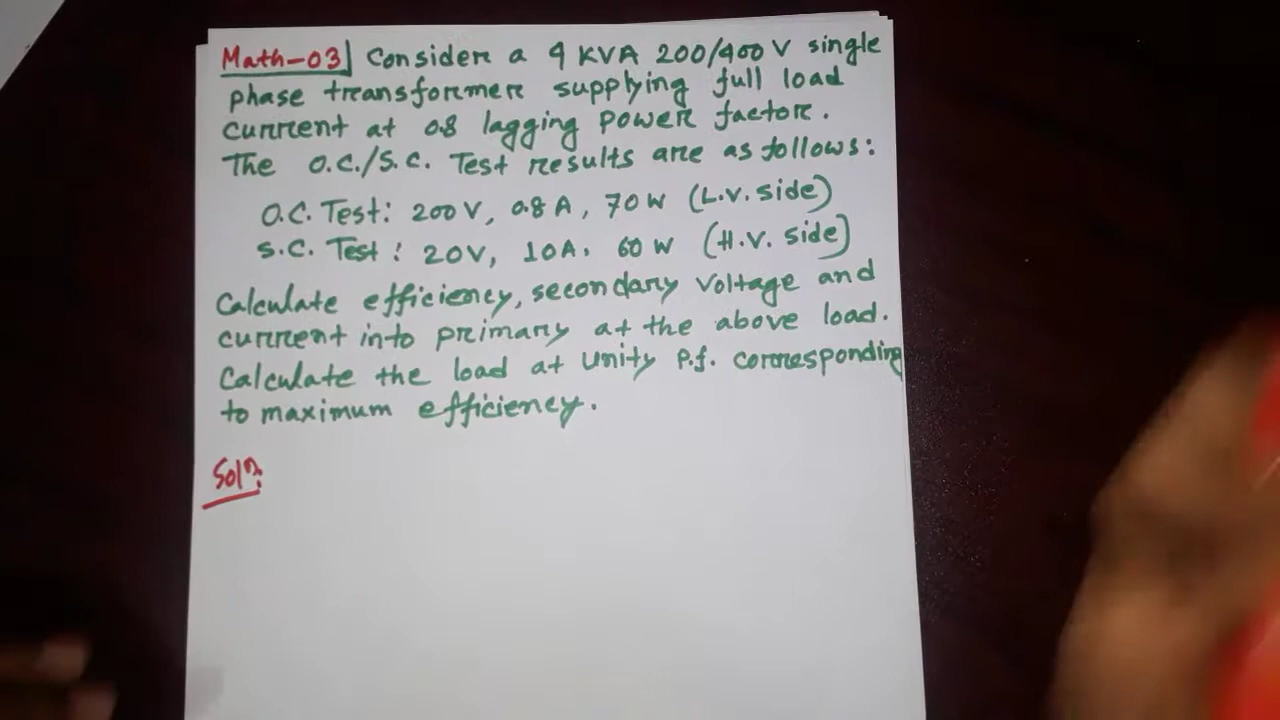 Math-03| Consider a 4 KVA 200/400 V single
phase transformer supplying full load
current at 0.8 lagging power factor.
The O.C./S.C. Test results are as follows:
O.C. Test: 200 V, 0.8 A, 70 W (L.V. side)
S.C. Test: 20V, 10A. 60 W (H.V. side)
Calculate efficiency, secondary voltage and
current into primary at the above load.
Calculate the load at unity P.f. corresponding
to maximum efficiency.
Solⁿ: